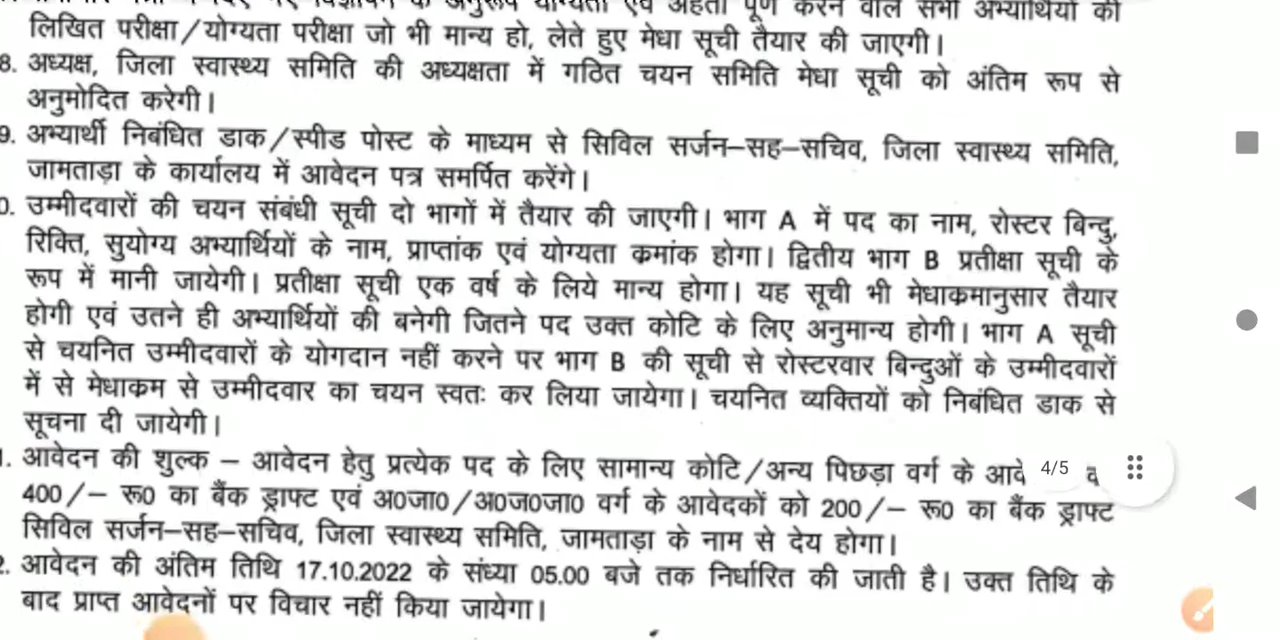 लिखित परीक्षा/योग्यता परीक्षा जो भी मान्य हो, लेते हुए मेधा सूची तैयार की जाएगी।
8. अध्यक्ष, जिला स्वास्थ्य समिति की अध्यक्षता में गठित चयन समिति मेधा सूची को अंतिम रूप से
अनुमोदित करेगी।
9. अभ्यार्थी निबंधित डाक/स्पीड पोस्ट के माध्यम से सिविल सर्जन–सह–सचिव, जिला स्वास्थ्य समिति,
जामताड़ा के कार्यालय में आवेदन पत्र समर्पित करेंगे।
0. उम्मीदवारों की चयन संबंधी सूची दो भागों में तैयार की जाएगी। भाग A में पद का नाम, रोस्टर बिन्दु,
रिक्ति, सुयोग्य अभ्यार्थियों के नाम, प्राप्तांक एवं योग्यता कमांक होगा। द्वितीय भाग B प्रतीक्षा सूची के
रूप में मानी जायेगी। प्रतीक्षा सूची एक वर्ष के लिये मान्य होगा। यह सूची भी मेधाकमानुसार तैयार
होगी एवं उतने ही अभ्यार्थियों की बनेगी जितने पद उक्त कोटि के लिए अनुमान्य होगी। भाग A सूची
से चयनित उम्मीदवारों के योगदान नहीं करने पर भाग B की सूची से रोस्टरवार बिन्दुओं के उम्मीदवारों
में से मेधाकम से उम्मीदवार का चयन स्वतः कर लिया जायेगा। चयनित व्यक्तियों को निबंधित डाक से
सूचना दी जायेगी।
. आवेदन की शुल्क – आवेदन हेतु प्रत्येक पद के लिए सामान्य कोटि/अन्य पिछड़ा वर्ग के आवे 4/5
400/– रू0 का बैंक ड्राफ्ट एवं अ0जा0/अ0ज0जा0 वर्ग के आवेदकों को 200/– रू0 का बैंक ड्राफ्ट
सिविल सर्जन–सह–सचिव, जिला स्वास्थ्य समिति, जामताड़ा के नाम से देय होगा।
. आवेदन की अंतिम तिथि 17.10.2022 के संध्या 05.00 बजे तक निर्धारित की जाती है। उक्त तिथि के
बाद प्राप्त आवेदनों पर विचार नहीं किया जायेगा।